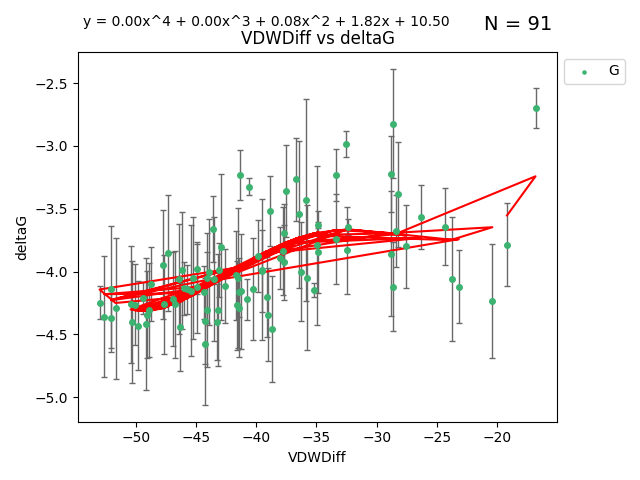 y = 0.00x^4 + 0.00x^3 + 0.08x^2 + 1.82x + 10.50
N = 91
VDWDiff vs deltaG
G
deltaG
−2.5
−3.0
−3.5
−4.0
−4.5
−5.0
−50 −45 −40 −35 −30 −25 −20
VDWDiff